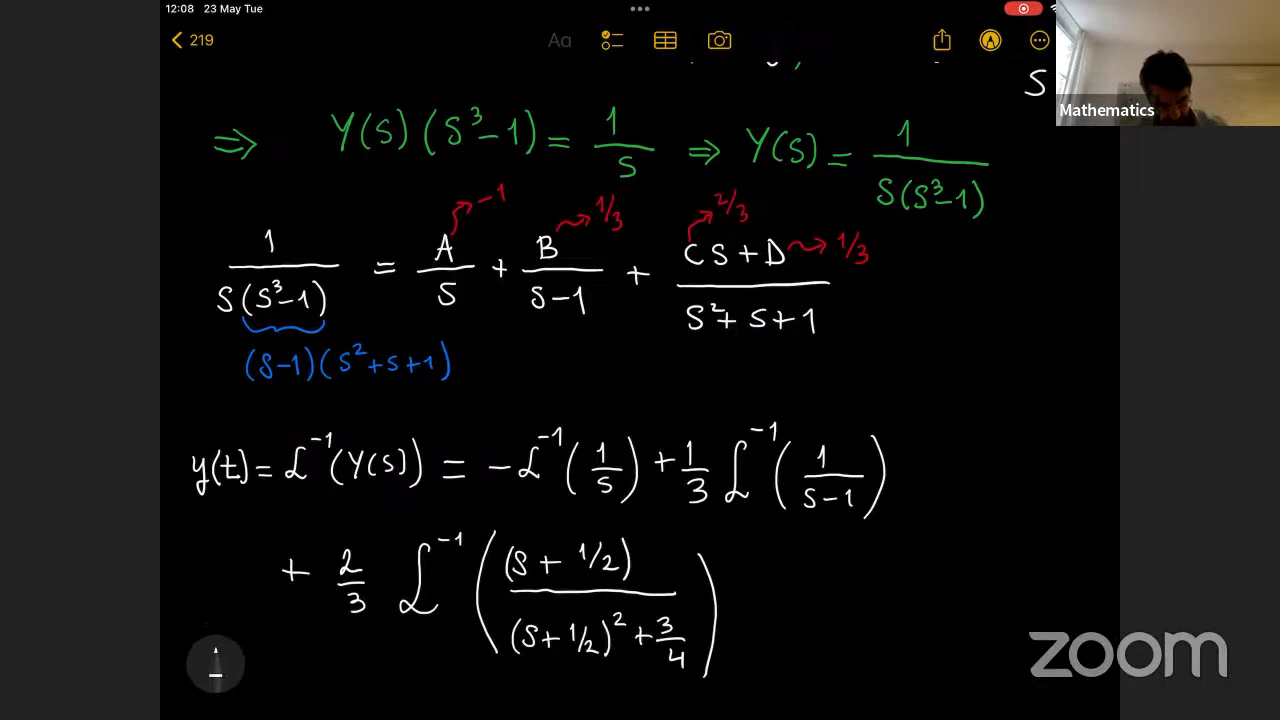 12:08 23 May Tue
219
Aa
S
Mathematics
⇒ Y(S)(S³-1) = 1/S ⇒ Y(S) = 1/(S(S³-1))
-1 1/3 2/3
1/(S(S³-1)) = A/S + B/(S-1) + (CS+D)/(S²+S+1) 1/3
(S-1)(S²+S+1)
y(t) = ℒ⁻¹(Y(S)) = -ℒ⁻¹(1/S) + 1/3 ℒ⁻¹(1/(S-1))
+ 2/3 ℒ⁻¹((S+1/2)/((S+1/2)²+3/4))
zoom